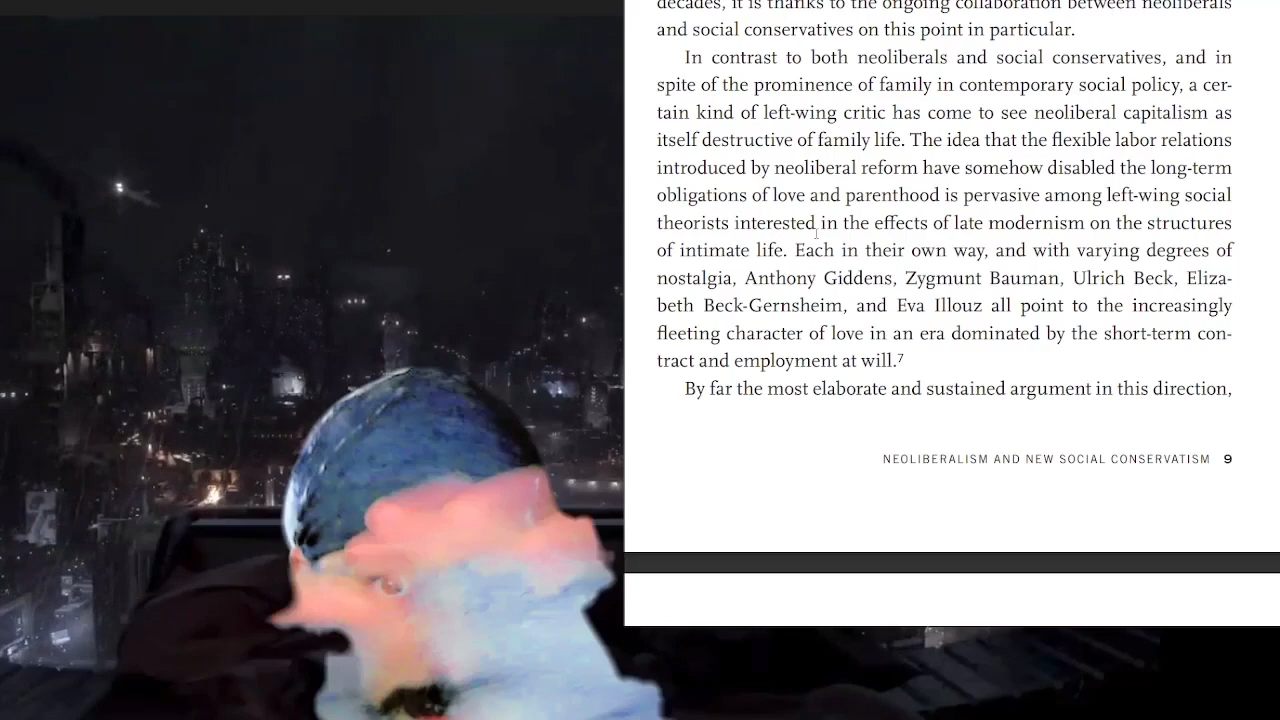 decades, it is thanks to the ongoing collaboration between neoliberals
and social conservatives on this point in particular.
In contrast to both neoliberals and social conservatives, and in
spite of the prominence of family in contemporary social policy, a cer-
tain kind of left-wing critic has come to see neoliberal capitalism as
itself destructive of family life. The idea that the flexible labor relations
introduced by neoliberal reform have somehow disabled the long-term
obligations of love and parenthood is pervasive among left-wing social
theorists interested in the effects of late modernism on the structures
of intimate life. Each in their own way, and with varying degrees of
nostalgia, Anthony Giddens, Zygmunt Bauman, Ulrich Beck, Eliza-
beth Beck-Gernsheim, and Eva Illouz all point to the increasingly
fleeting character of love in an era dominated by the short-term con-
tract and employment at will.⁷
By far the most elaborate and sustained argument in this direction,
NEOLIBERALISM AND NEW SOCIAL CONSERVATISM 9